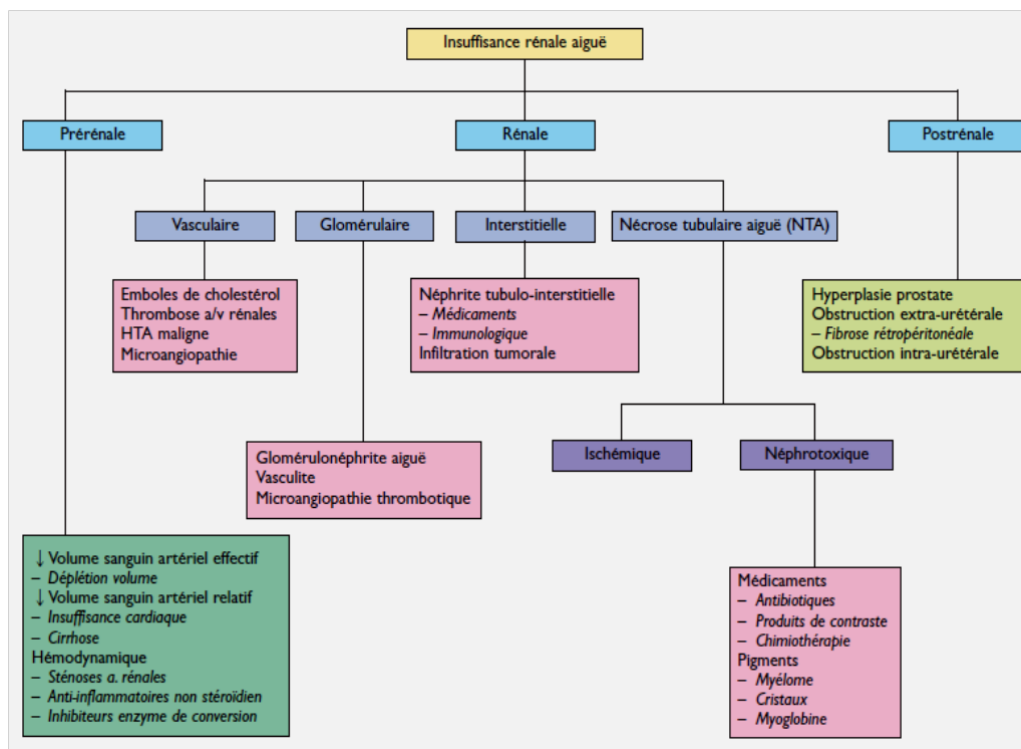 Insuffisance rénale aiguë
Prérénale
Rénale
Postrénale
Vasculaire
Glomérulaire
Interstitielle
Nécrose tubulaire aiguë (NTA)
Emboles de cholestérol
Thrombose a/v rénales
HTA maligne
Microangiopathie
Néphrite tubulo-interstitielle
– Médicaments
– Immunologique
Infiltration tumorale
Hyperplasie prostate
Obstruction extra-urétérale
– Fibrose rétropéritonéale
Obstruction intra-urétérale
Glomérulonéphrite aiguë
Vasculite
Microangiopathie thrombotique
Ischémique
Néphrotoxique
↓ Volume sanguin artériel effectif
– Déplétion volume
↓ Volume sanguin artériel relatif
– Insuffisance cardiaque
– Cirrhose
Hémodynamique
– Sténoses a. rénales
– Anti-inflammatoires non stéroïdien
– Inhibiteurs enzyme de conversion
Médicaments
– Antibiotiques
– Produits de contraste
– Chimiothérapie
Pigments
– Myélome
– Cristaux
– Myoglobine